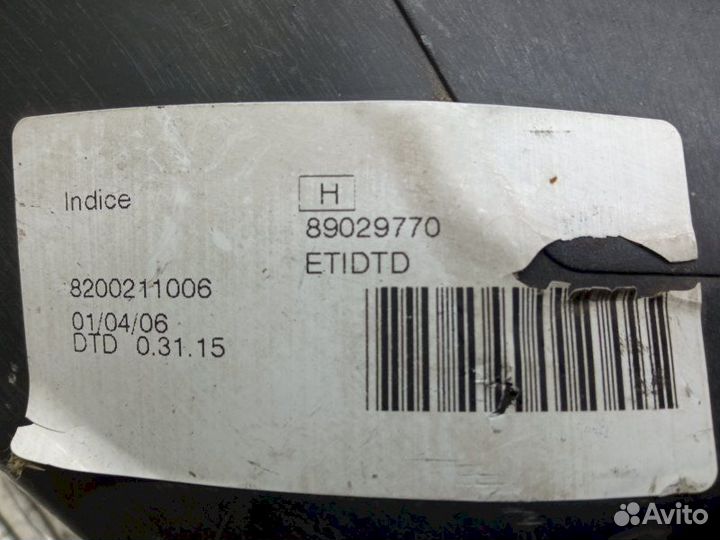 Indice
H
89029770
ETIDTD
8200211006
01/04/06
DTD 0.31.15
Avito